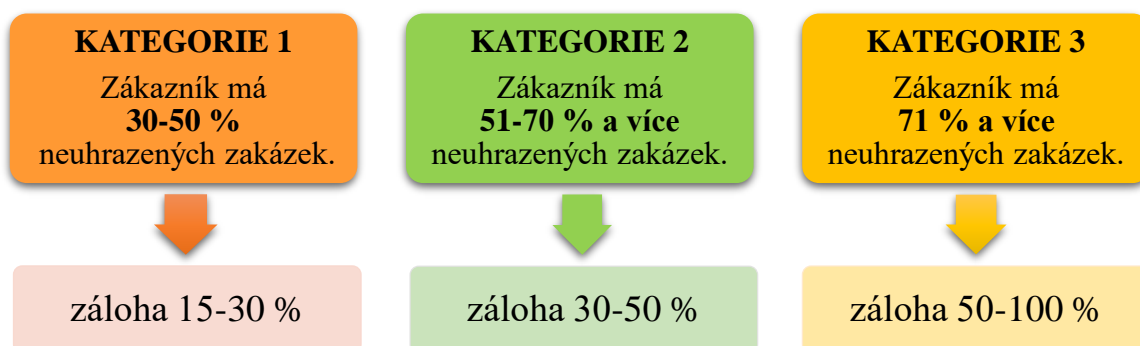 KATEGORIE 1
Zákazník má
30-50 %
neuhrazených zakázek.
záloha 15-30 %
KATEGORIE 2
Zákazník má
51-70 % a více
neuhrazených zakázek.
záloha 30-50 %
KATEGORIE 3
Zákazník má
71 % a více
neuhrazených zakázek.
záloha 50-100 %